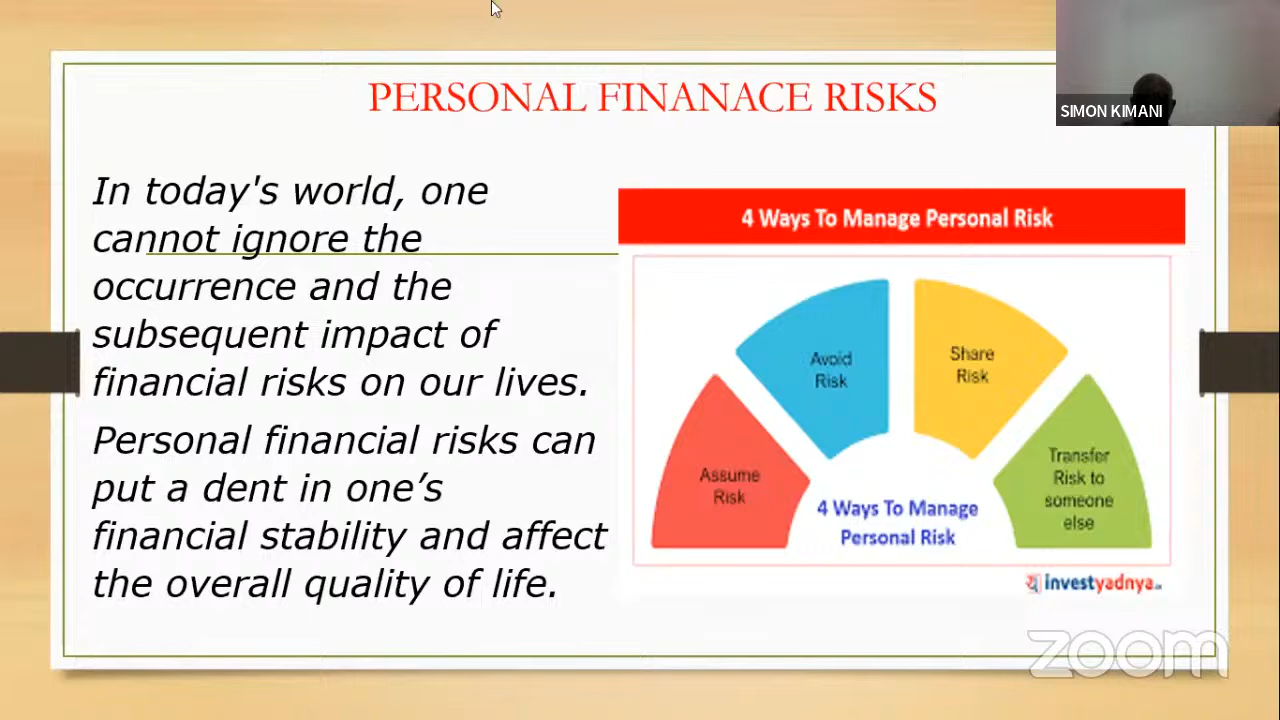 PERSONAL FINANACE RISKS
SIMON KIMANI
In today's world, one
cannot ignore the
occurrence and the
subsequent impact of
financial risks on our lives.
Personal financial risks can
put a dent in one’s
financial stability and affect
the overall quality of life.
4 Ways To Manage Personal Risk
Avoid
Risk
Share
Risk
Assume
Risk
Transfer
Risk to
someone
else
4 Ways To Manage
Personal Risk
investyadnya.in
zoom